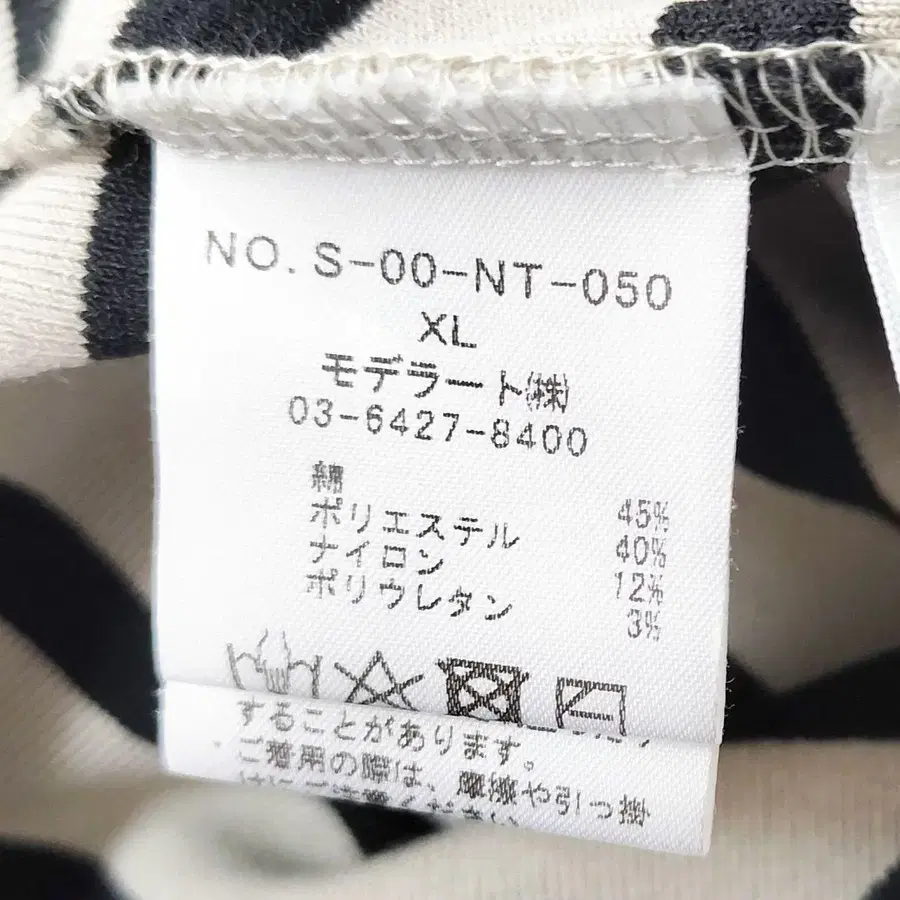 NO. S-00-NT-050
XL
モデラート㈱
03-6427-8400
綿 45%
ポリエステル 40%
ナイロン 12%
ポリウレタン 3%
することがあります。
ご着用の際は、摩擦や引っ掛